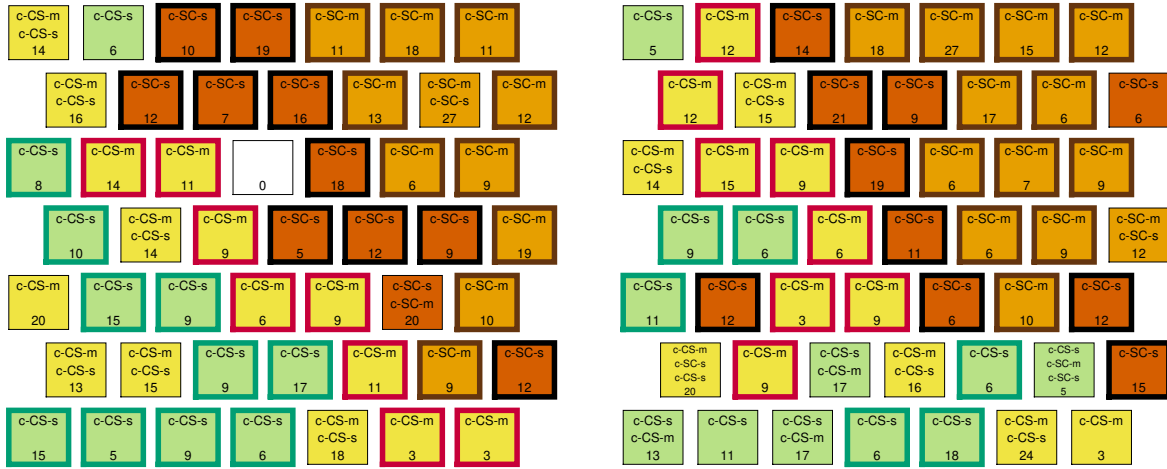 c-CS-m
c-CS-s
14
c-CS-s
6
c-SC-s
10
c-SC-s
19
c-SC-m
11
c-SC-m
18
c-SC-m
11
c-CS-m
c-CS-s
16
c-SC-s
12
c-SC-s
7
c-SC-s
16
c-SC-m
13
c-SC-m
c-SC-s
27
c-SC-m
12
c-CS-s
8
c-CS-m
14
c-CS-m
11
0
c-SC-s
18
c-SC-m
6
c-SC-m
9
c-CS-s
10
c-CS-m
c-CS-s
14
c-CS-m
9
c-SC-s
5
c-SC-s
12
c-SC-s
9
c-SC-m
19
c-CS-m
20
c-CS-s
15
c-CS-s
9
c-CS-m
6
c-CS-m
9
c-SC-s
c-SC-m
20
c-SC-m
10
c-CS-m
c-CS-s
13
c-CS-m
c-CS-s
15
c-CS-s
9
c-CS-s
17
c-CS-m
11
c-SC-m
9
c-SC-s
12
c-CS-s
15
c-CS-s
5
c-CS-s
9
c-CS-s
6
c-CS-m
c-CS-s
18
c-CS-m
3
c-CS-m
3
c-CS-s
5
c-CS-m
12
c-SC-s
14
c-SC-m
18
c-SC-m
27
c-SC-m
15
c-SC-m
12
c-CS-m
12
c-CS-m
c-CS-s
15
c-SC-s
21
c-SC-s
9
c-SC-m
17
c-SC-m
6
c-SC-s
6
c-CS-m
c-CS-s
14
c-CS-m
15
c-CS-m
9
c-SC-s
19
c-SC-m
6
c-SC-m
7
c-SC-m
9
c-CS-s
9
c-CS-s
6
c-CS-m
6
c-SC-s
11
c-SC-m
6
c-SC-m
9
c-SC-m
c-SC-s
12
c-CS-s
11
c-SC-s
12
c-CS-m
3
c-CS-m
9
c-SC-s
6
c-SC-m
10
c-SC-s
12
c-CS-m
c-SC-s
c-CS-s
20
c-CS-m
9
c-CS-s
c-CS-m
17
c-CS-m
c-CS-s
16
c-CS-s
6
c-CS-s
c-SC-m
c-SC-s
5
c-SC-s
15
c-CS-s
c-CS-m
13
c-CS-s
11
c-CS-s
c-CS-m
17
c-CS-s
6
c-CS-s
18
c-CS-m
c-CS-s
24
c-CS-m
3